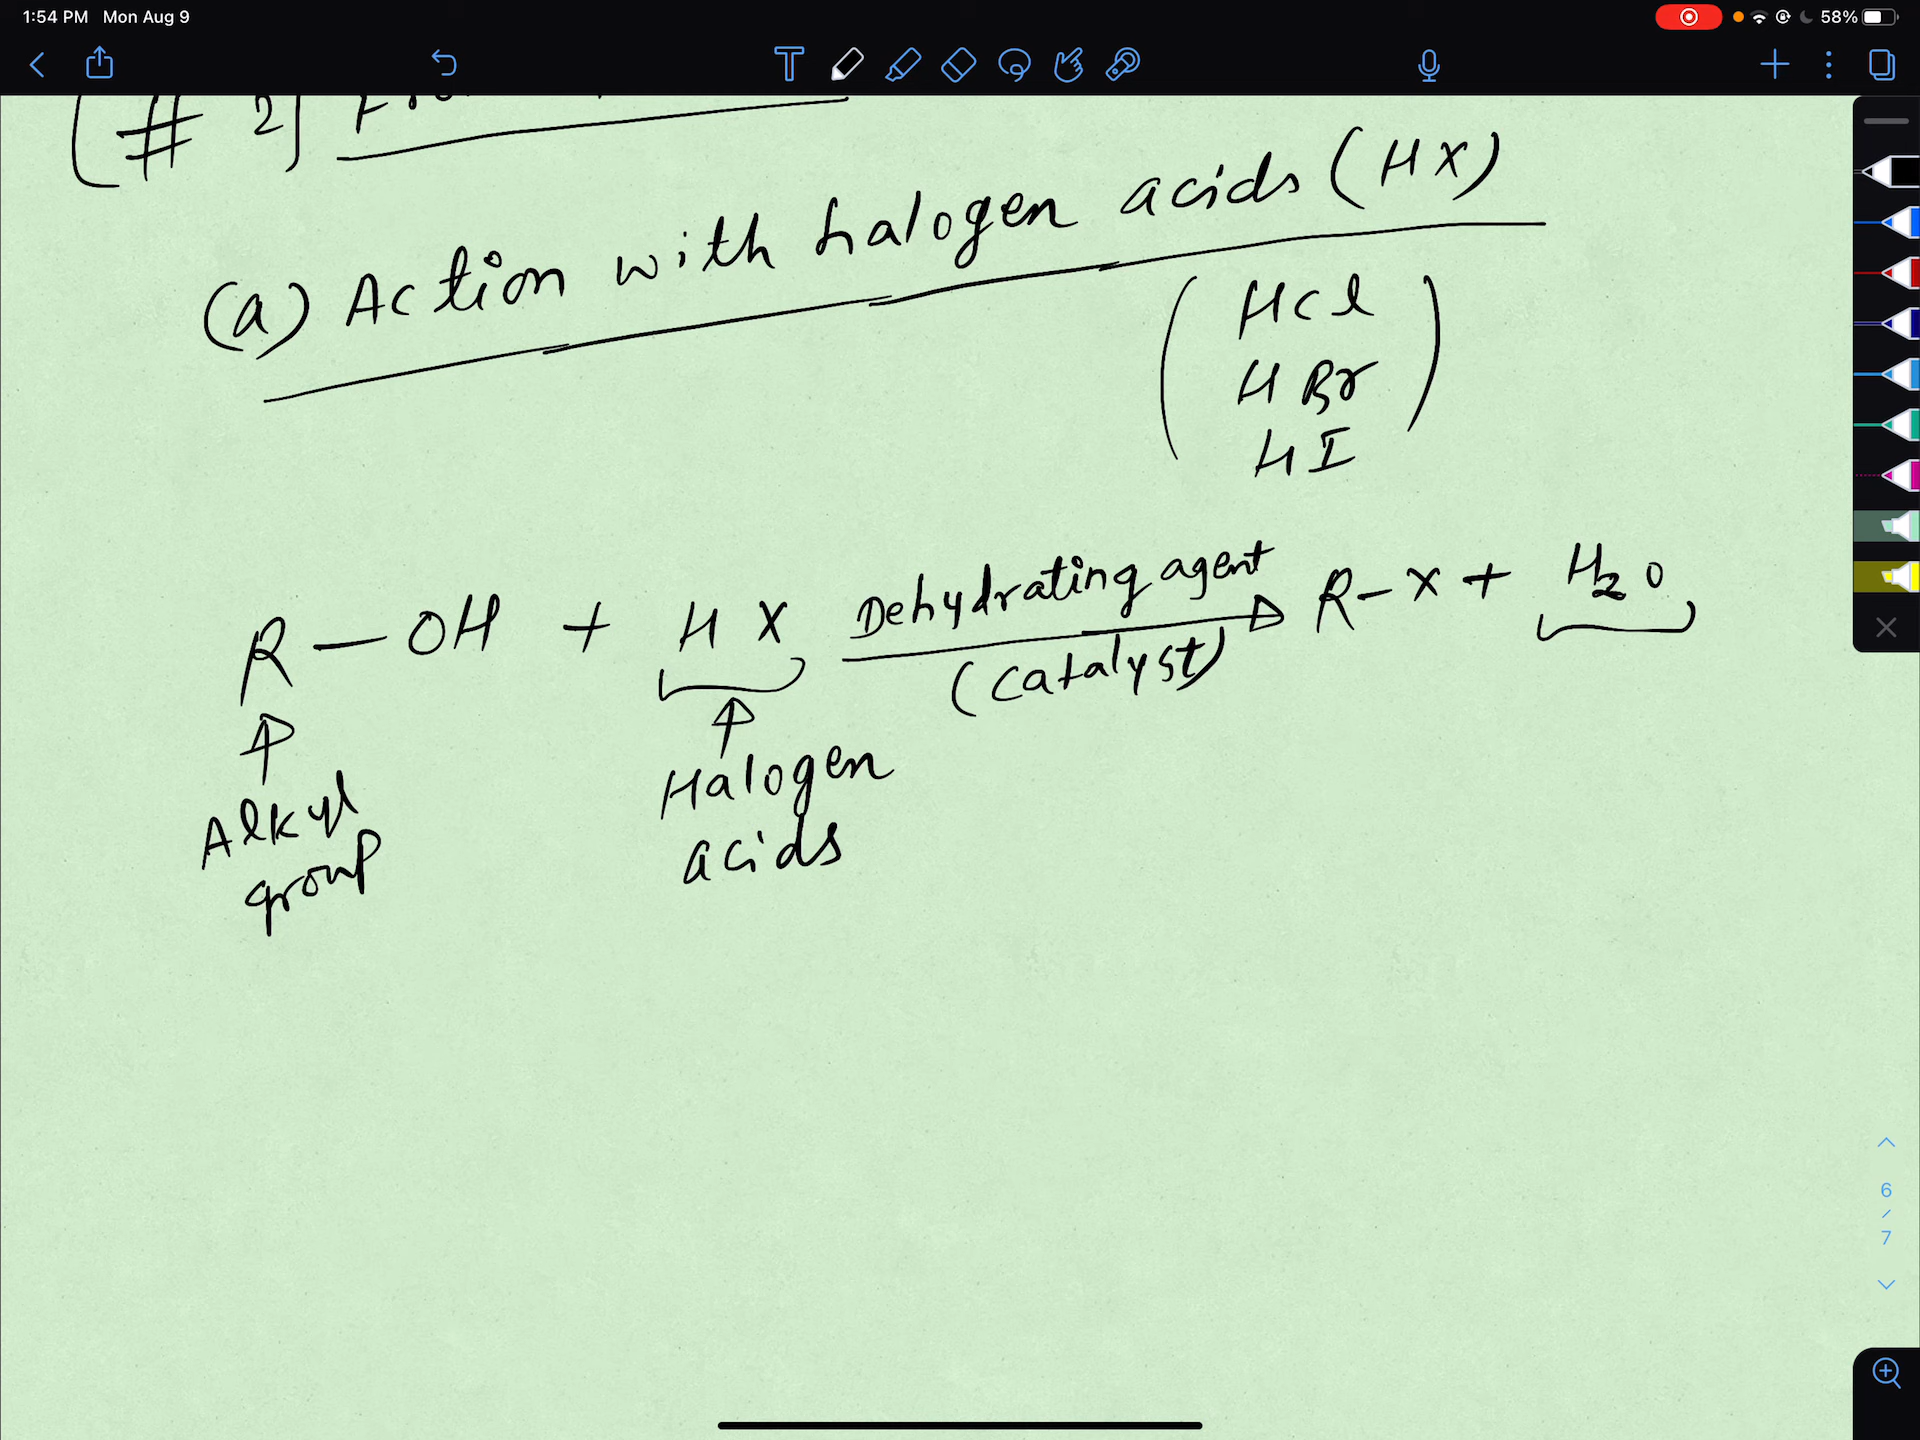 1:54 PM Mon Aug 9
58%
[# 2]
(a) Action with halogen acids (HX)
(HCl
HBr
HI)
R — OH + HX Dehydrating agent R-X + H₂O
(catalyst)
Alkyl
group
Halogen
acids
6
/
7